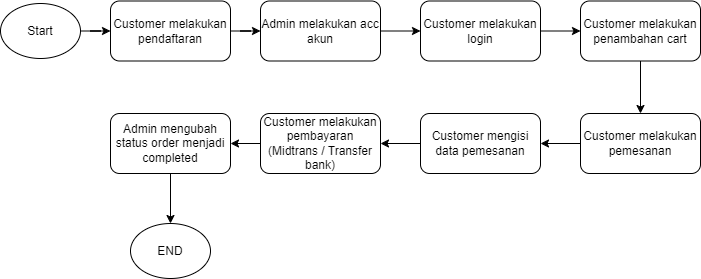 Start
Customer melakukan
pendaftaran
Admin melakukan acc
akun
Customer melakukan
login
Customer melakukan
penambahan cart
Customer melakukan
pemesanan
Customer mengisi
data pemesanan
Customer melakukan
pembayaran
(Midtrans / Transfer
bank)
Admin mengubah
status order menjadi
completed
END